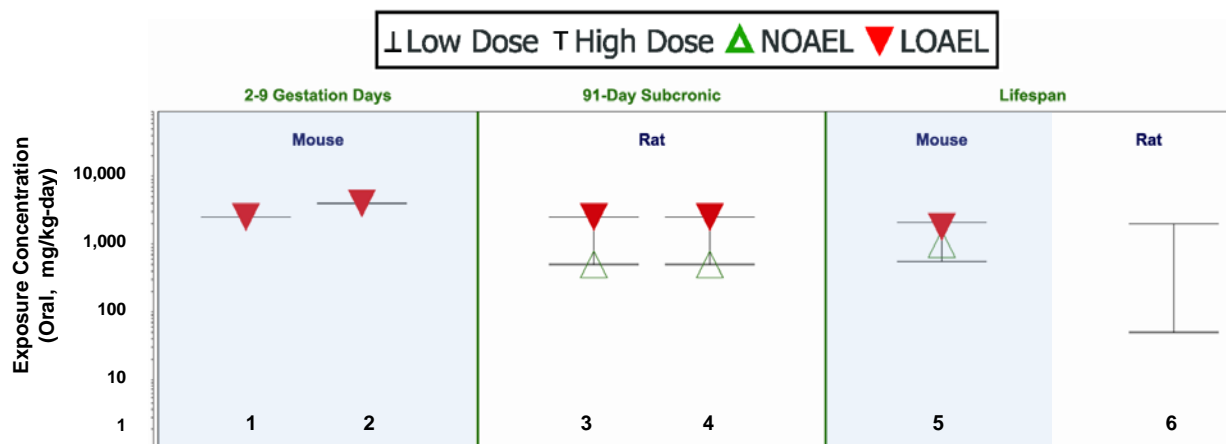 ⊥Low Dose ⊤High Dose △NOAEL ▼LOAEL
2-9 Gestation Days 91-Day Subcronic Lifespan
Mouse Rat Mouse Rat
Exposure Concentration
(Oral, mg/kg-day)
10,000
1,000
100
10
1
1 2 3 4 5 6